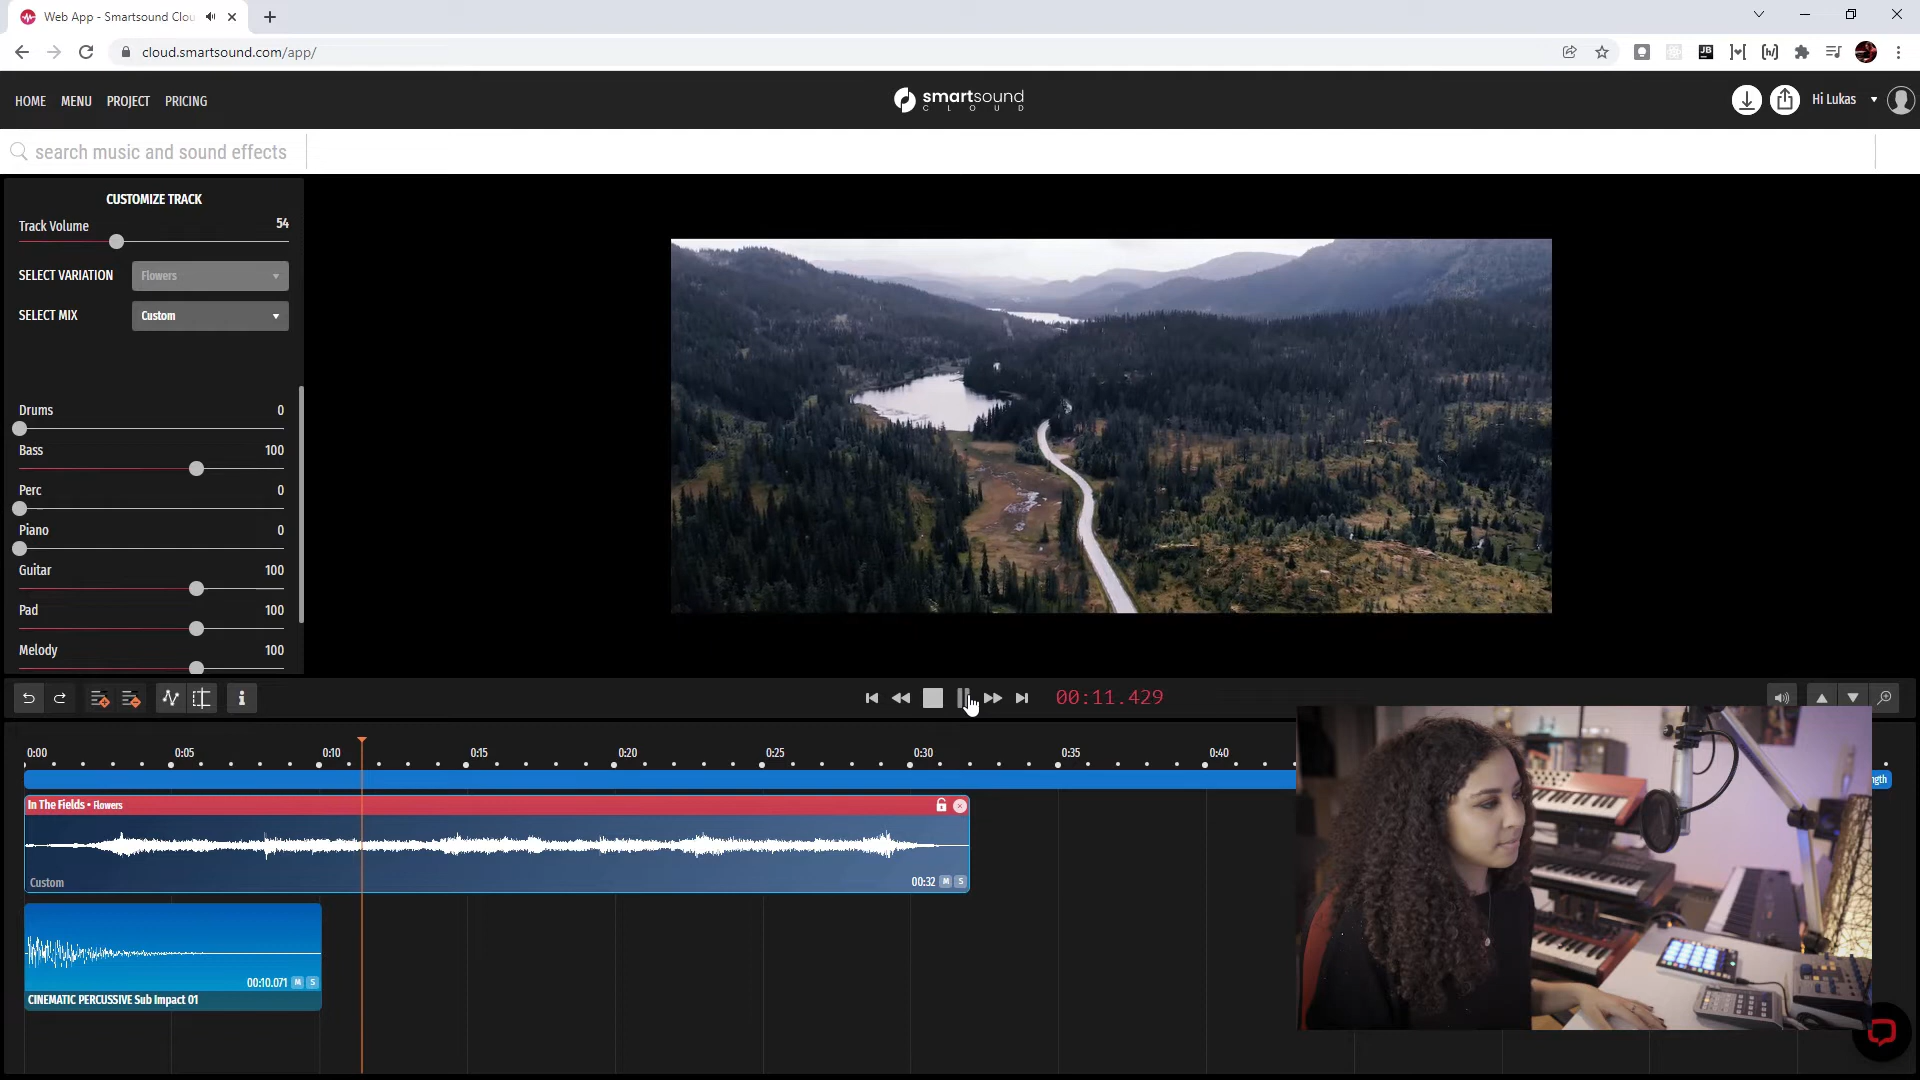 Web App - Smartsound Clou
cloud.smartsound.com/app/
HOME MENU PROJECT PRICING
smartsound
CLOUD
Hi Lukas
search music and sound effects
CUSTOMIZE TRACK
Track Volume 54
SELECT VARIATION Flowers
SELECT MIX Custom
Drums 0
Bass 100
Perc 0
Piano 0
Guitar 100
Pad 100
Melody 100
00:11.429
0:00 0:05 0:10 0:15 0:20 0:25 0:30 0:35 0:40
ngth
In The Fields • Flowers
Custom 00:32 M S
00:10.071 M S
CINEMATIC PERCUSSIVE Sub Impact 01